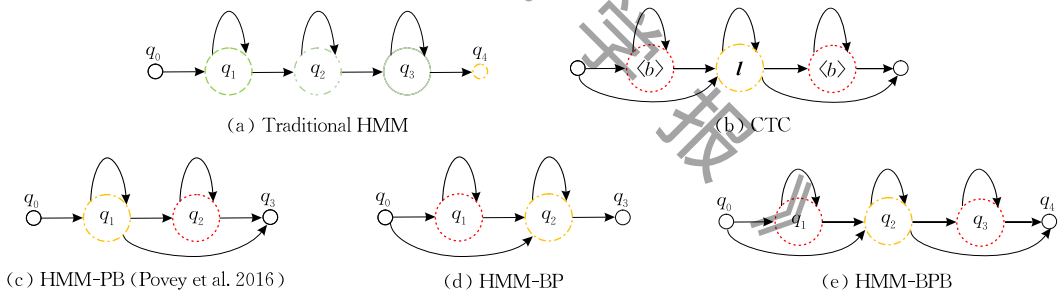 q0 q1 q2 q3 q4
(a) Traditional HMM
⟨b⟩ l ⟨b⟩
(b) CTC
q0 q1 q2 q3
(c) HMM-PB (Povey et al. 2016)
q0 q1 q2 q3
(d) HMM-BP
q0 q1 q2 q3 q4
(e) HMM-BPB
学报》